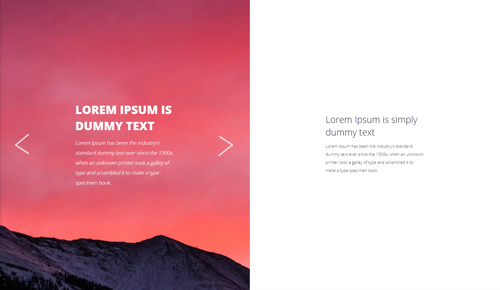 LOREM IPSUM IS
DUMMY TEXT
Lorem Ipsum has been the industry's
standard dummy text ever since the 1500s,
when an unknown printer took a galley of
type and scrambled it to make a type
specimen book.
Lorem Ipsum is simply
dummy text
Lorem Ipsum has been the industry's standard
dummy text ever since the 1500s, when an unknown
printer took a galley of type and scrambled it to
make a type specimen book.